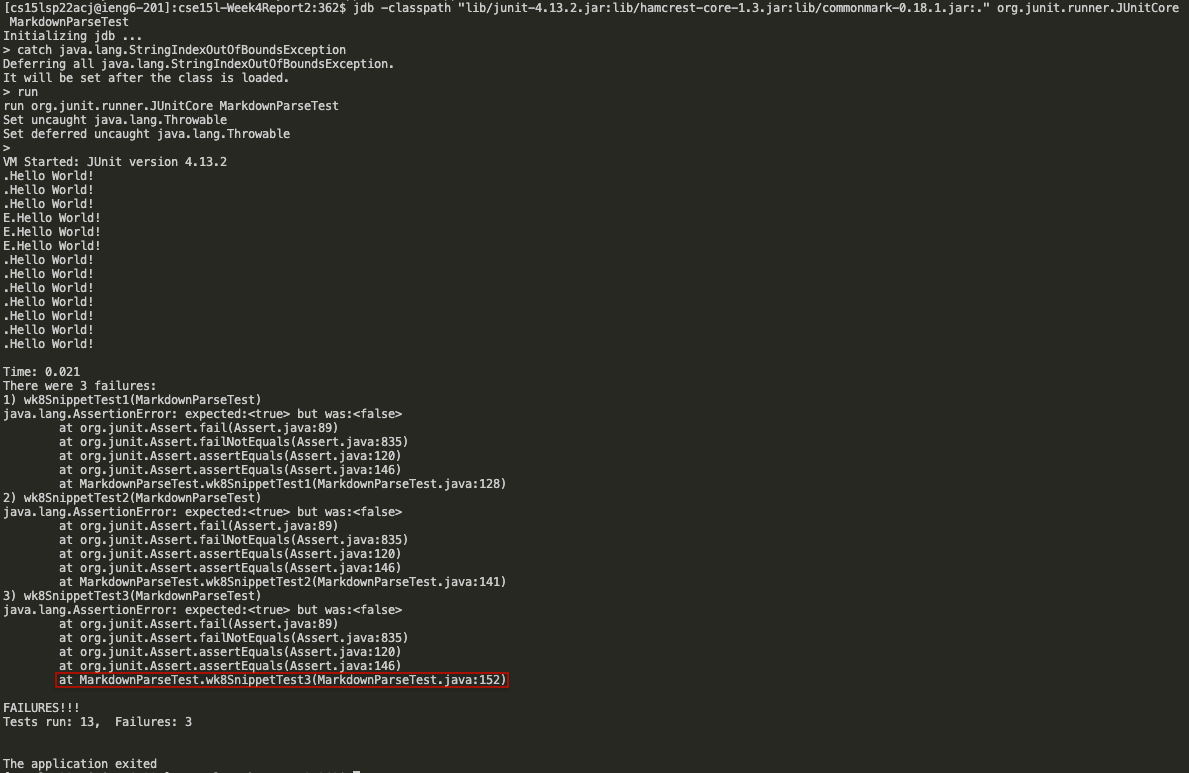 [cs15lsp22acj@ieng6-201]:cse15l-Week4Report2:362$ jdb -classpath "lib/junit-4.13.2.jar:lib/hamcrest-core-1.3.jar:lib/commonmark-0.18.1.jar:." org.junit.runner.JUnitCore
MarkdownParseTest
Initializing jdb ...
> catch java.lang.StringIndexOutOfBoundsException
Deferring all java.lang.StringIndexOutOfBoundsException.
It will be set after the class is loaded.
> run
run org.junit.runner.JUnitCore MarkdownParseTest
Set uncaught java.lang.Throwable
Set deferred uncaught java.lang.Throwable
>
VM Started: JUnit version 4.13.2
.Hello World!
.Hello World!
.Hello World!
E.Hello World!
E.Hello World!
E.Hello World!
.Hello World!
.Hello World!
.Hello World!
.Hello World!
.Hello World!
.Hello World!
.Hello World!
Time: 0.021
There were 3 failures:
1) wk8SnippetTest1(MarkdownParseTest)
java.lang.AssertionError: expected:<true> but was:<false>
at org.junit.Assert.fail(Assert.java:89)
at org.junit.Assert.failNotEquals(Assert.java:835)
at org.junit.Assert.assertEquals(Assert.java:120)
at org.junit.Assert.assertEquals(Assert.java:146)
at MarkdownParseTest.wk8SnippetTest1(MarkdownParseTest.java:128)
2) wk8SnippetTest2(MarkdownParseTest)
java.lang.AssertionError: expected:<true> but was:<false>
at org.junit.Assert.fail(Assert.java:89)
at org.junit.Assert.failNotEquals(Assert.java:835)
at org.junit.Assert.assertEquals(Assert.java:120)
at org.junit.Assert.assertEquals(Assert.java:146)
at MarkdownParseTest.wk8SnippetTest2(MarkdownParseTest.java:141)
3) wk8SnippetTest3(MarkdownParseTest)
java.lang.AssertionError: expected:<true> but was:<false>
at org.junit.Assert.fail(Assert.java:89)
at org.junit.Assert.failNotEquals(Assert.java:835)
at org.junit.Assert.assertEquals(Assert.java:120)
at org.junit.Assert.assertEquals(Assert.java:146)
at MarkdownParseTest.wk8SnippetTest3(MarkdownParseTest.java:152)
FAILURES!!!
Tests run: 13,  Failures: 3
The application exited